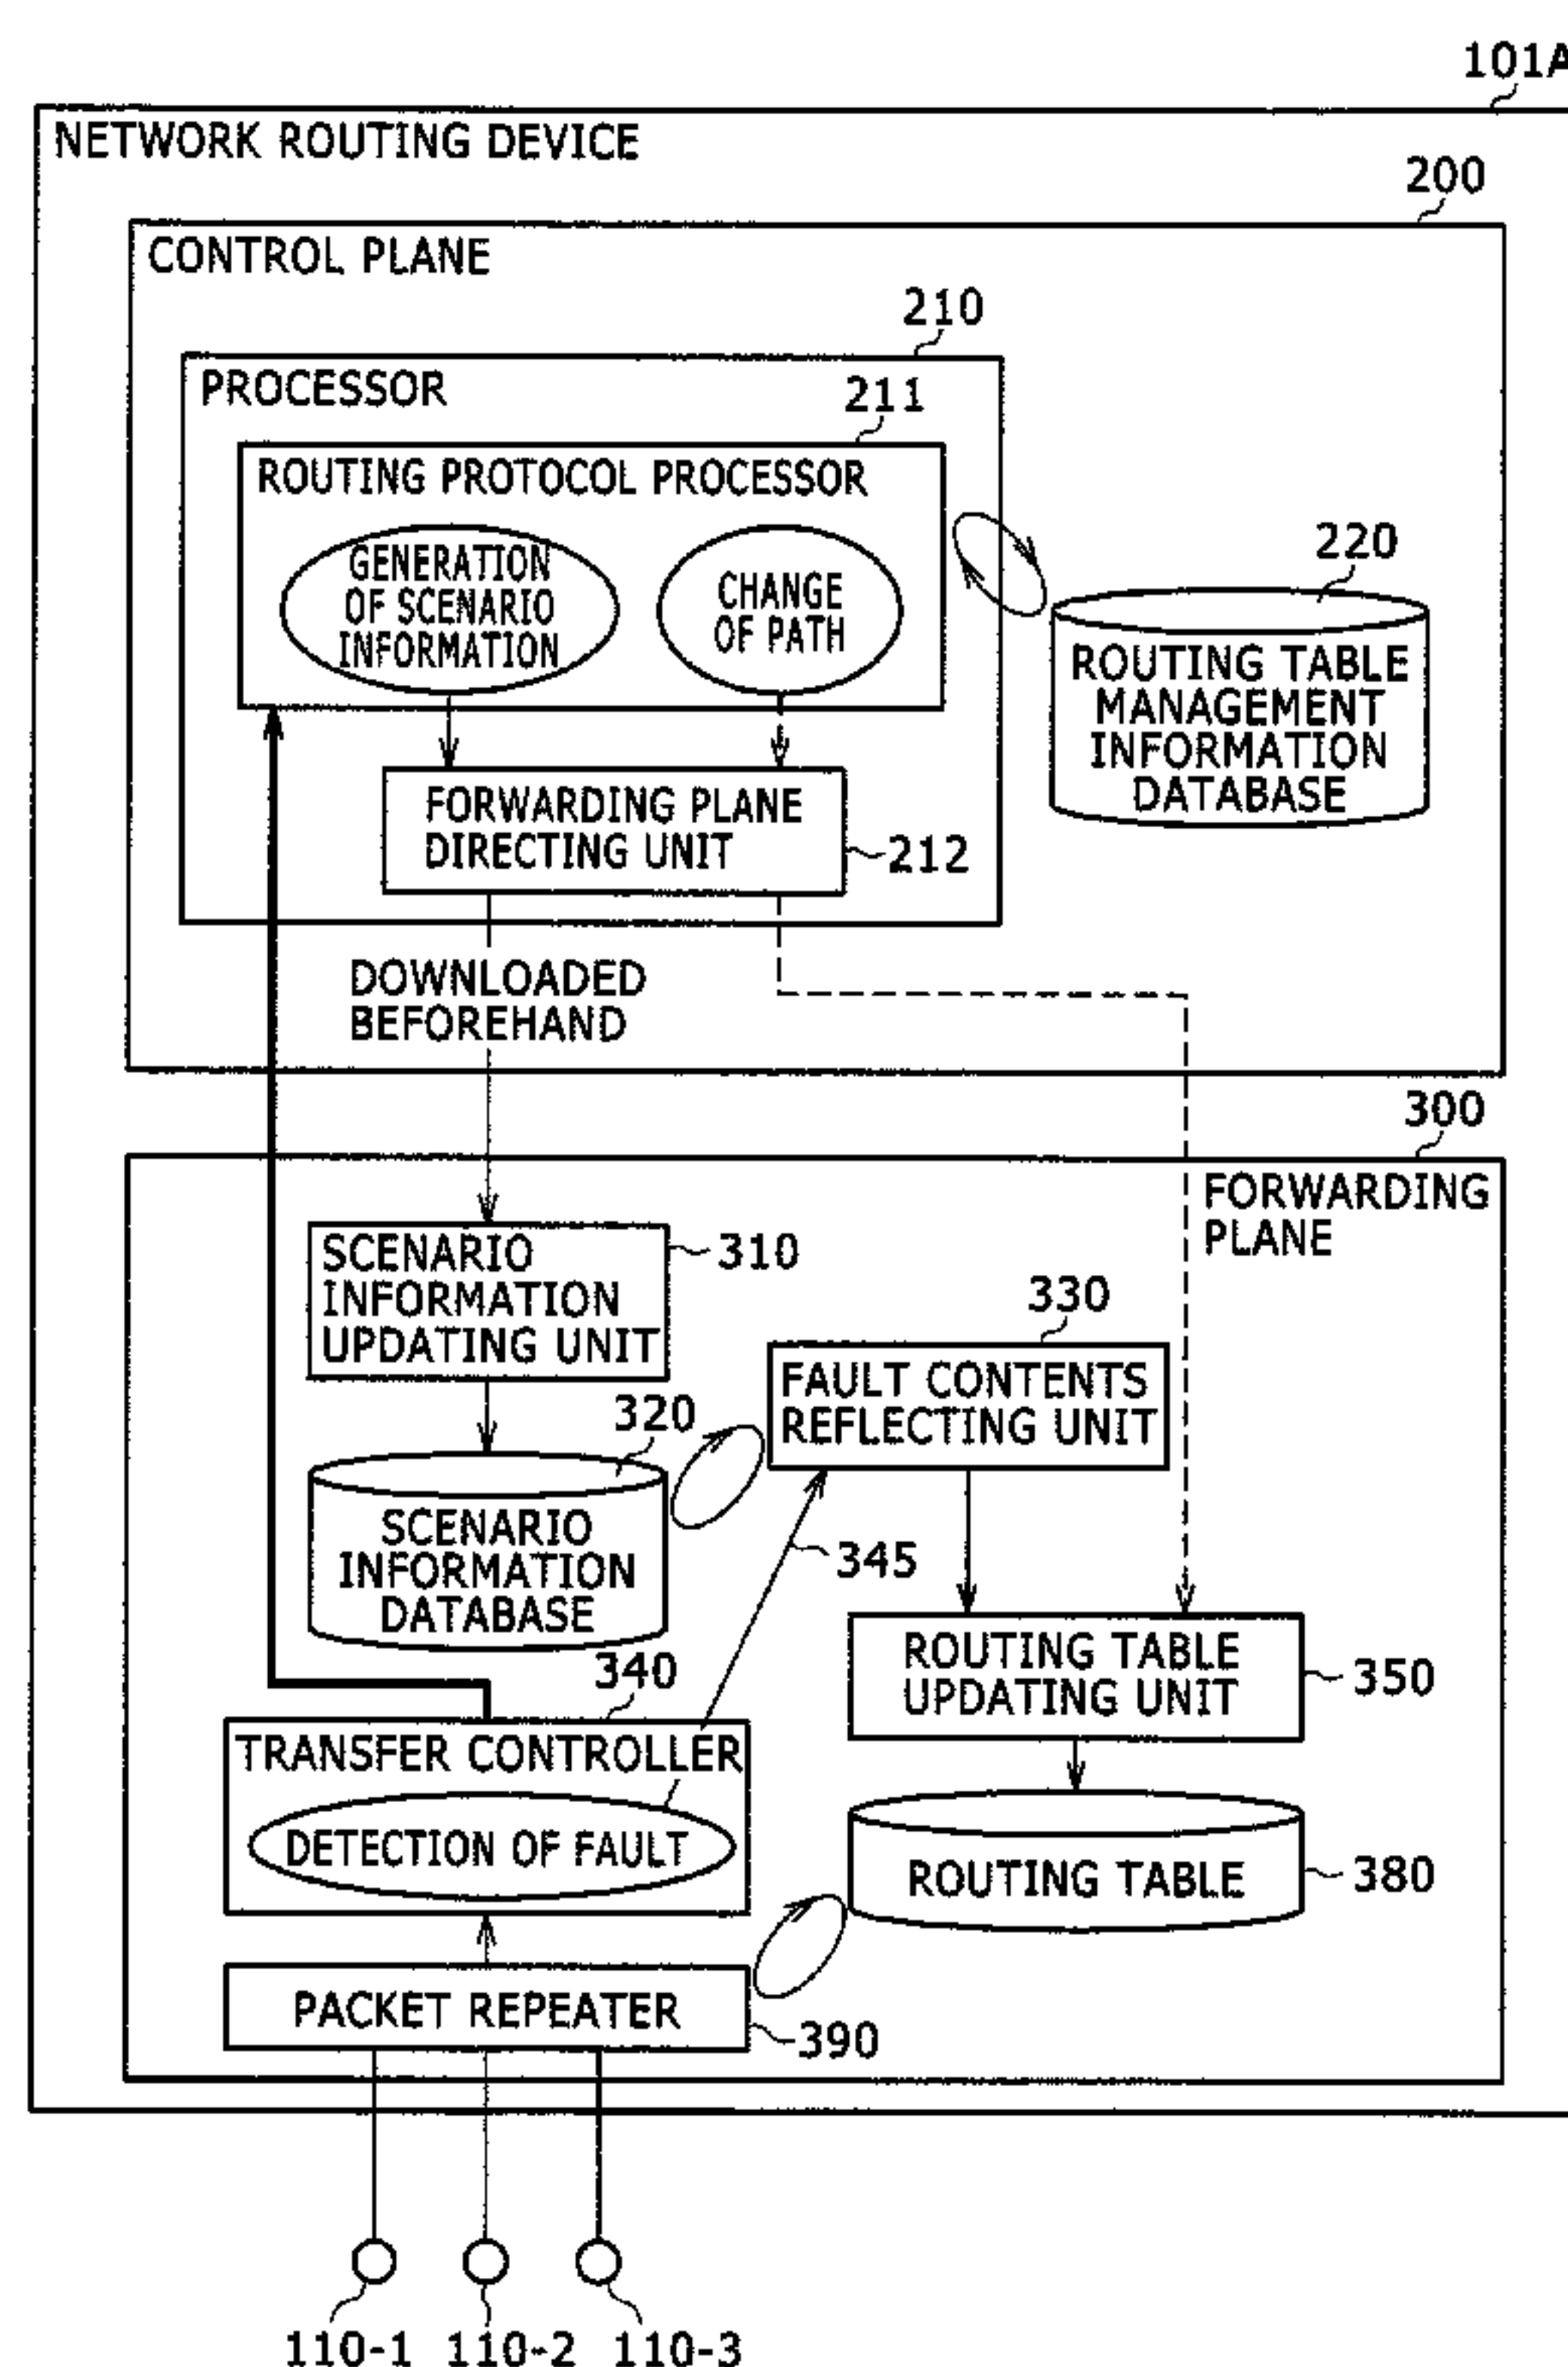 101A
NETWORK ROUTING DEVICE
200
CONTROL PLANE
210
PROCESSOR
211
ROUTING PROTOCOL PROCESSOR
GENERATION
OF SCENARIO
INFORMATION
CHANGE
OF PATH
220
ROUTING TABLE
MANAGEMENT
INFORMATION
DATABASE
FORWARDING PLANE
DIRECTING UNIT
212
DOWNLOADED
BEFOREHAND
300
FORWARDING
PLANE
SCENARIO
INFORMATION
UPDATING UNIT
310
330
FAULT CONTENTS
REFLECTING UNIT
320
SCENARIO
INFORMATION
DATABASE
345
ROUTING TABLE
UPDATING UNIT
350
340
TRANSFER CONTROLLER
DETECTION OF FAULT
ROUTING TABLE
380
PACKET REPEATER
390
110-1
110-2
110-3